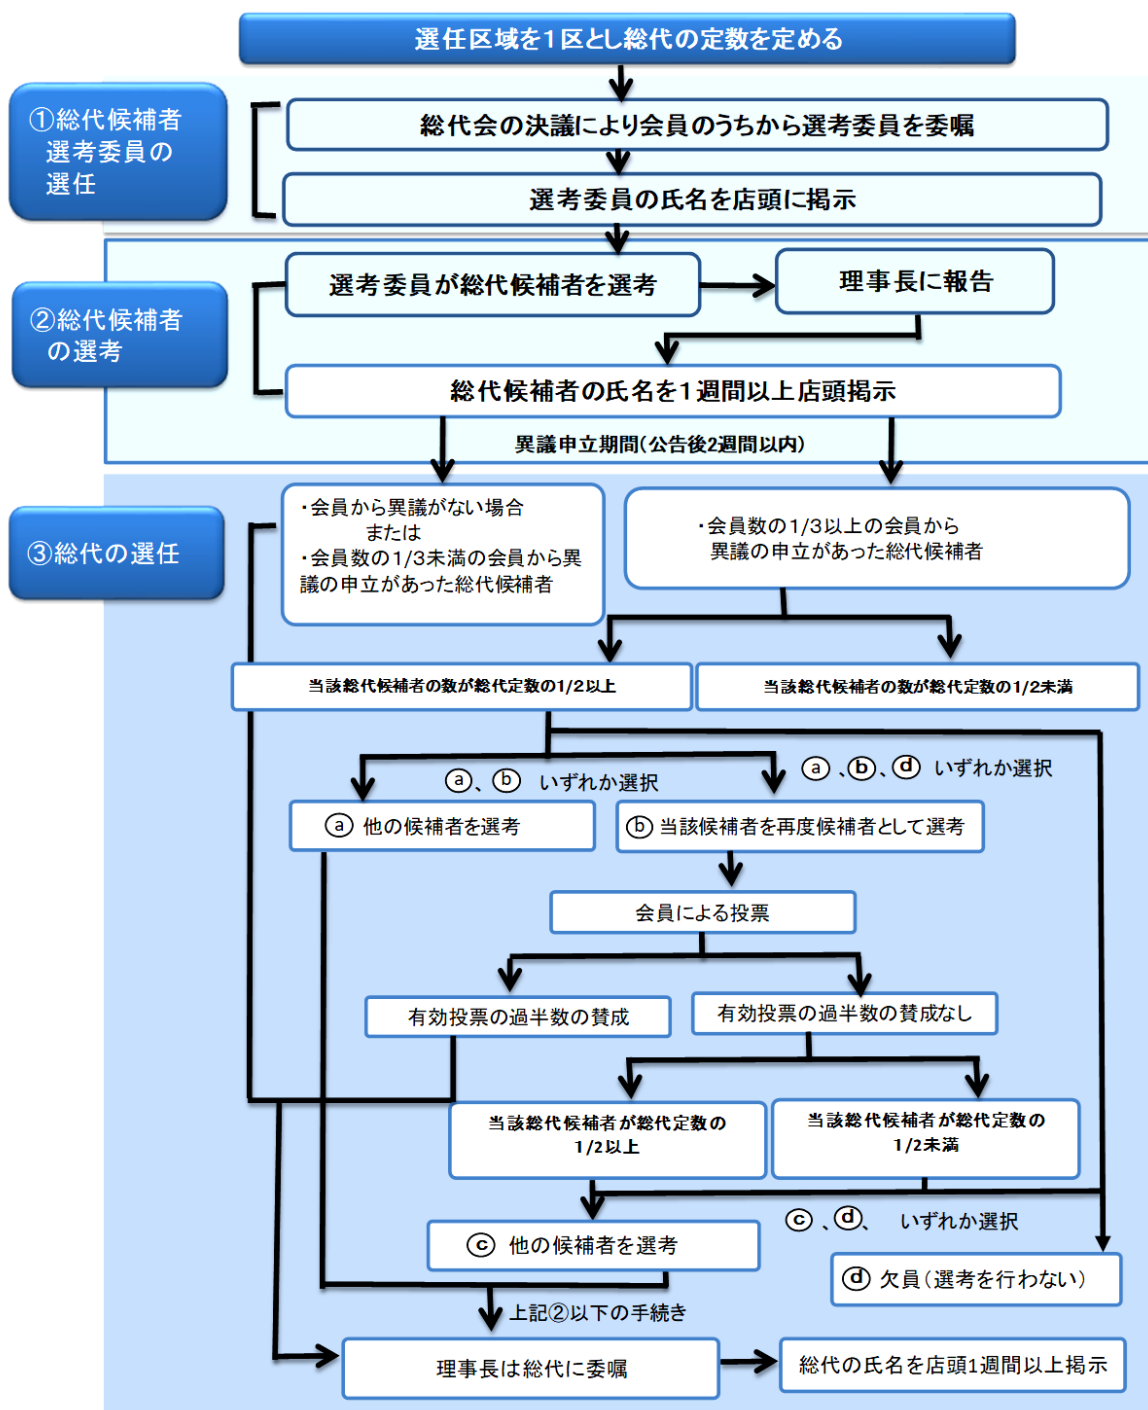 選任区域を１区とし総代の定数を定める
①総代候補者
選考委員の
選任
総代会の決議により会員のうちから選考委員を委嘱
選考委員の氏名を店頭に掲示
②総代候補者
の選考
選考委員が総代候補者を選考
理事長に報告
総代候補者の氏名を１週間以上店頭掲示
異議申立期間(公告後2週間以内)
③総代の選任
・会員から異議がない場合
または
・会員数の1/3未満の会員から異
議の申立があった総代候補者
・会員数の1/3以上の会員から
異議の申立があった総代候補者
当該総代候補者の数が総代定数の1/2以上
当該総代候補者の数が総代定数の1/2未満
ⓐ、ⓑ いずれか選択
ⓐ、ⓑ、ⓓ いずれか選択
ⓐ 他の候補者を選考
ⓑ 当該候補者を再度候補者として選考
会員による投票
有効投票の過半数の賛成
有効投票の過半数の賛成なし
当該総代候補者が総代定数の
1/2以上
当該総代候補者が総代定数の
1/2未満
ⓒ、ⓓ、 いずれか選択
ⓒ 他の候補者を選考
ⓓ 欠員(選考を行わない)
上記②以下の手続き
理事長は総代に委嘱
総代の氏名を店頭1週間以上掲示